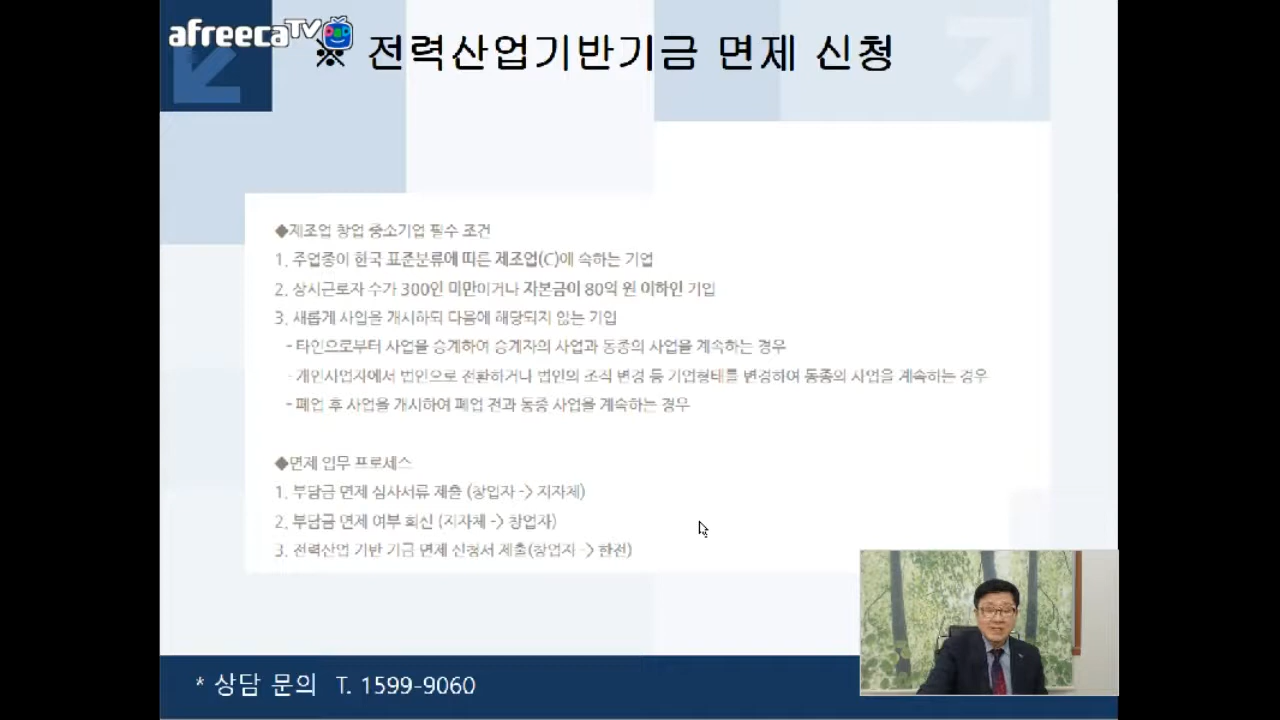 afreecaTV
※ 전력산업기반기금 면제 신청
◆제조업 창업 중소기업 필수 조건
1. 주업종이 한국 표준분류에 따른 제조업(C)에 속하는 기업
2. 상시근로자 수가 300인 미만이거나 자본금이 80억 원 이하인 기업
3. 새롭게 사업을 개시하되 다음에 해당되지 않는 기업
- 타인으로부터 사업을 승계하여 승계자의 사업과 동종의 사업을 계속하는 경우
- 개인사업자에서 법인으로 전환하거나 법인의 조직 변경 등 기업형태를 변경하여 동종의 사업을 계속하는 경우
- 폐업 후 사업을 개시하여 폐업 전과 동종 사업을 계속하는 경우
◆면제 업무 프로세스
1. 부담금 면제 심사서류 제출 (창업자 -> 지자체)
2. 부담금 면제 여부 회신 (지자체 -> 창업자)
3. 전력산업 기반 기금 면제 신청서 제출(창업자 -> 한전)
* 상담 문의 T. 1599-9060